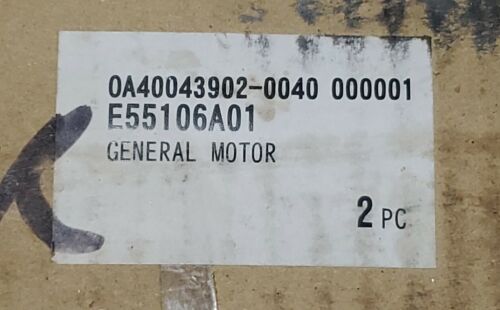 0A40043902-0040 000001
E55106A01
GENERAL MOTOR
2 PC